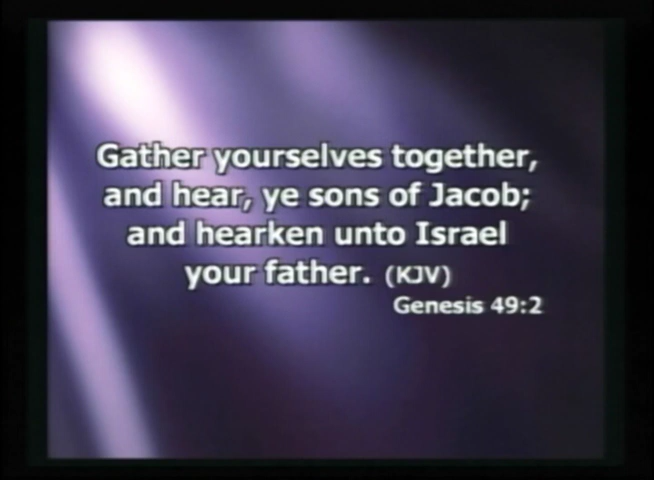 Gather yourselves together,
and hear, ye sons of Jacob;
and hearken unto Israel
your father. (KJV)
Genesis 49:2